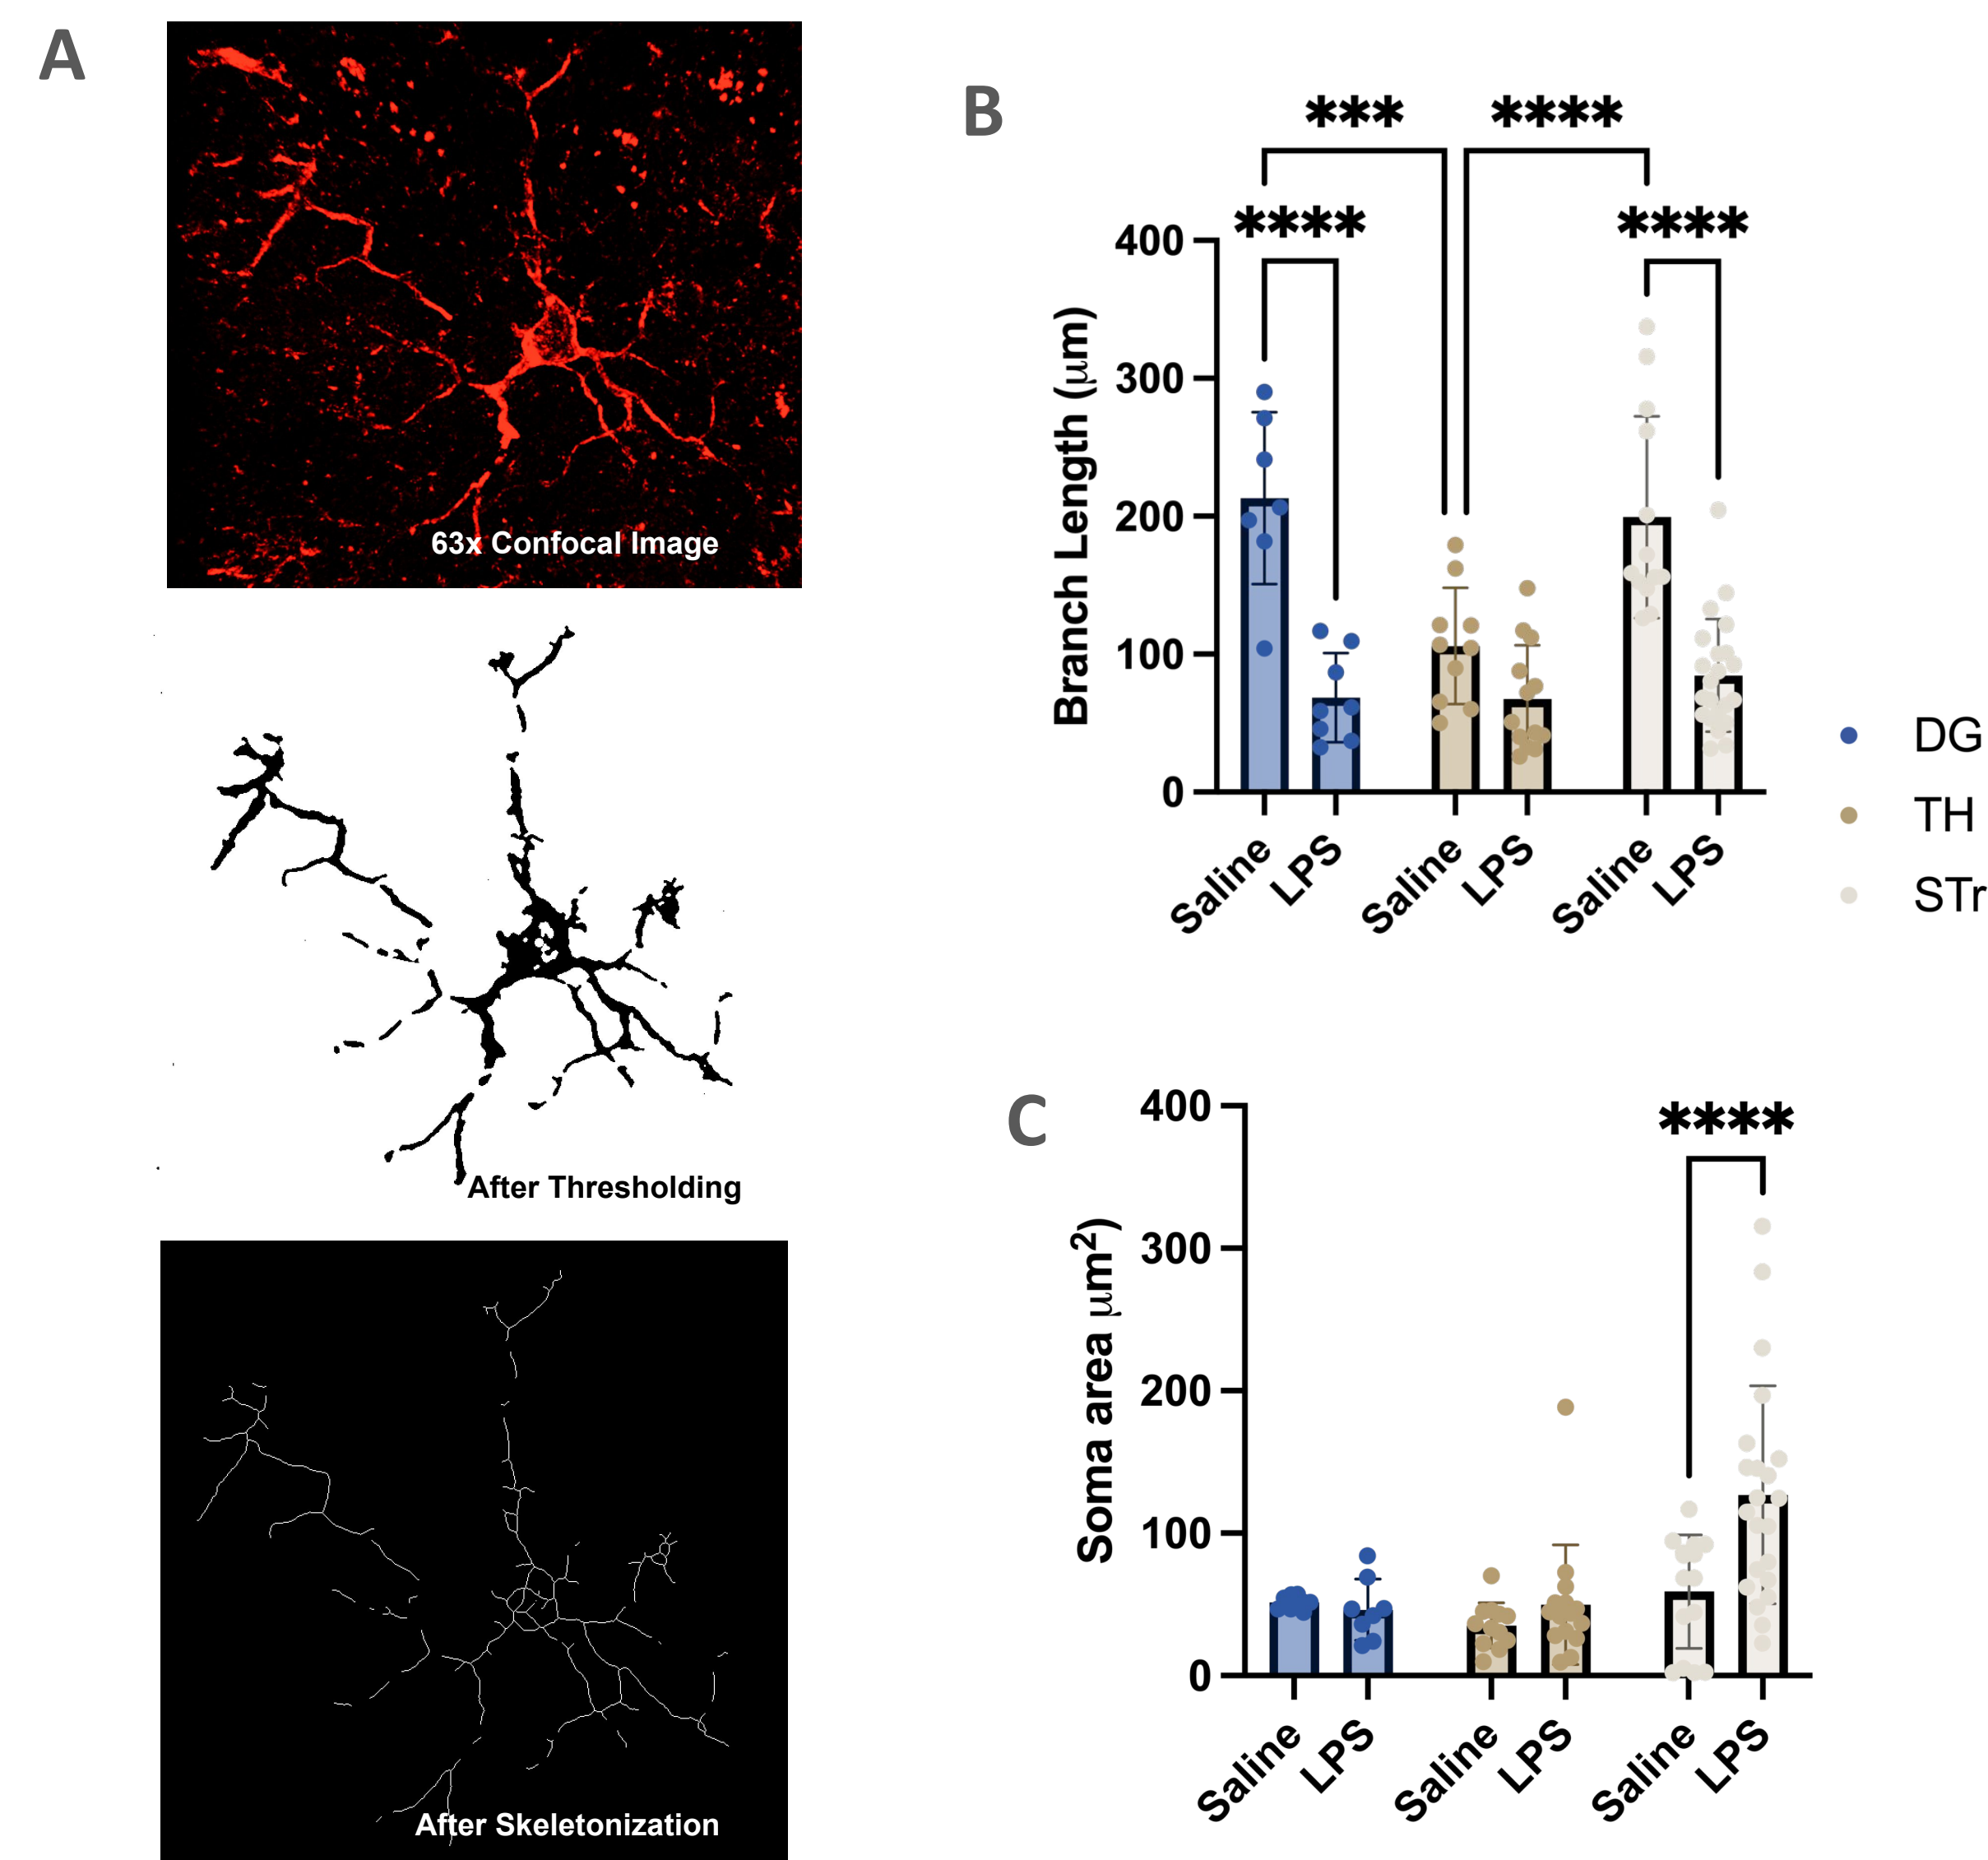 A
63x Confocal Image
After Thresholding
After Skeletonization
B
*** ****
**** ****
Branch Length (μm)
400
300
200
100
0
Saline LPS Saline LPS Saline LPS
DG
TH
STr
C
****
Soma area μm²)
400
300
200
100
0
Saline LPS Saline LPS Saline LPS